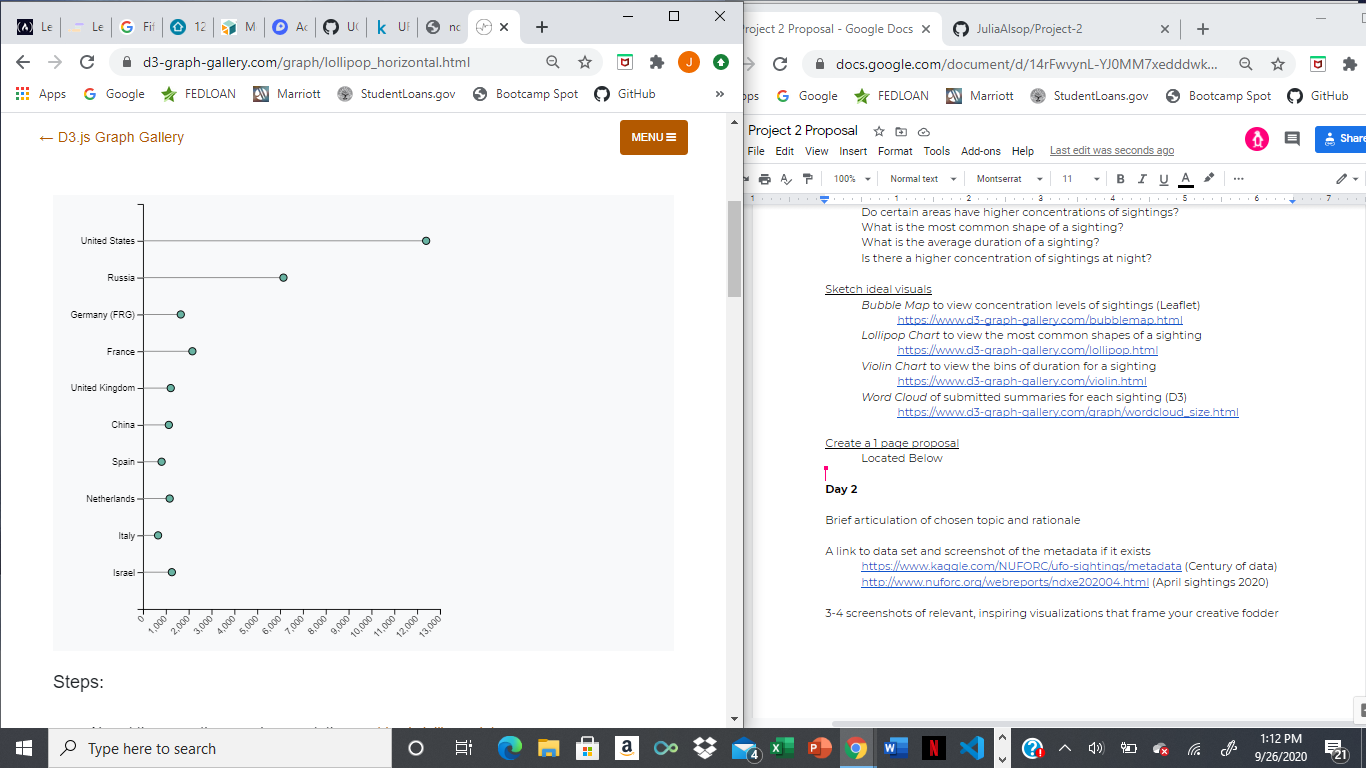 Le
Le
Fif
12
M
Ac
UC
UF
nc
d3-graph-gallery.com/graph/lollipop_horizontal.html
J
Apps
Google
FEDLOAN
Marriott
StudentLoans.gov
Bootcamp Spot
GitHub
»
← D3.js Graph Gallery
MENU
United States
Russia
Germany (FRG)
France
United Kingdom
China
Spain
Netherlands
Italy
Israel
0
1,000
2,000
3,000
4,000
5,000
6,000
7,000
8,000
9,000
10,000
11,000
12,000
13,000
Steps:
Project 2 Proposal - Google Docs
JuliaAlsop/Project-2
docs.google.com/document/d/14rFwvynL-YJ0MM7xedddwk...
ops
Google
FEDLOAN
Marriott
StudentLoans.gov
Bootcamp Spot
GitHub
Project 2 Proposal
File Edit View Insert Format Tools Add-ons Help Last edit was seconds ago
Share
100% Normal text Montserrat 11 B I U A
1 1 2 3 4 5 6 7
Do certain areas have higher concentrations of sightings?
What is the most common shape of a sighting?
What is the average duration of a sighting?
Is there a higher concentration of sightings at night?
Sketch ideal visuals
Bubble Map to view concentration levels of sightings (Leaflet)
https://www.d3-graph-gallery.com/bubblemap.html
Lollipop Chart to view the most common shapes of a sighting
https://www.d3-graph-gallery.com/lollipop.html
Violin Chart to view the bins of duration for a sighting
https://www.d3-graph-gallery.com/violin.html
Word Cloud of submitted summaries for each sighting (D3)
https://www.d3-graph-gallery.com/graph/wordcloud_size.html
Create a 1 page proposal
Located Below
Day 2
Brief articulation of chosen topic and rationale
A link to data set and screenshot of the metadata if it exists
https://www.kaggle.com/NUFORC/ufo-sightings/metadata (Century of data)
http://www.nuforc.org/webreports/ndxe202004.html (April sightings 2020)
3-4 screenshots of relevant, inspiring visualizations that frame your creative fodder
Type here to search
4
1:12 PM
9/26/2020
21